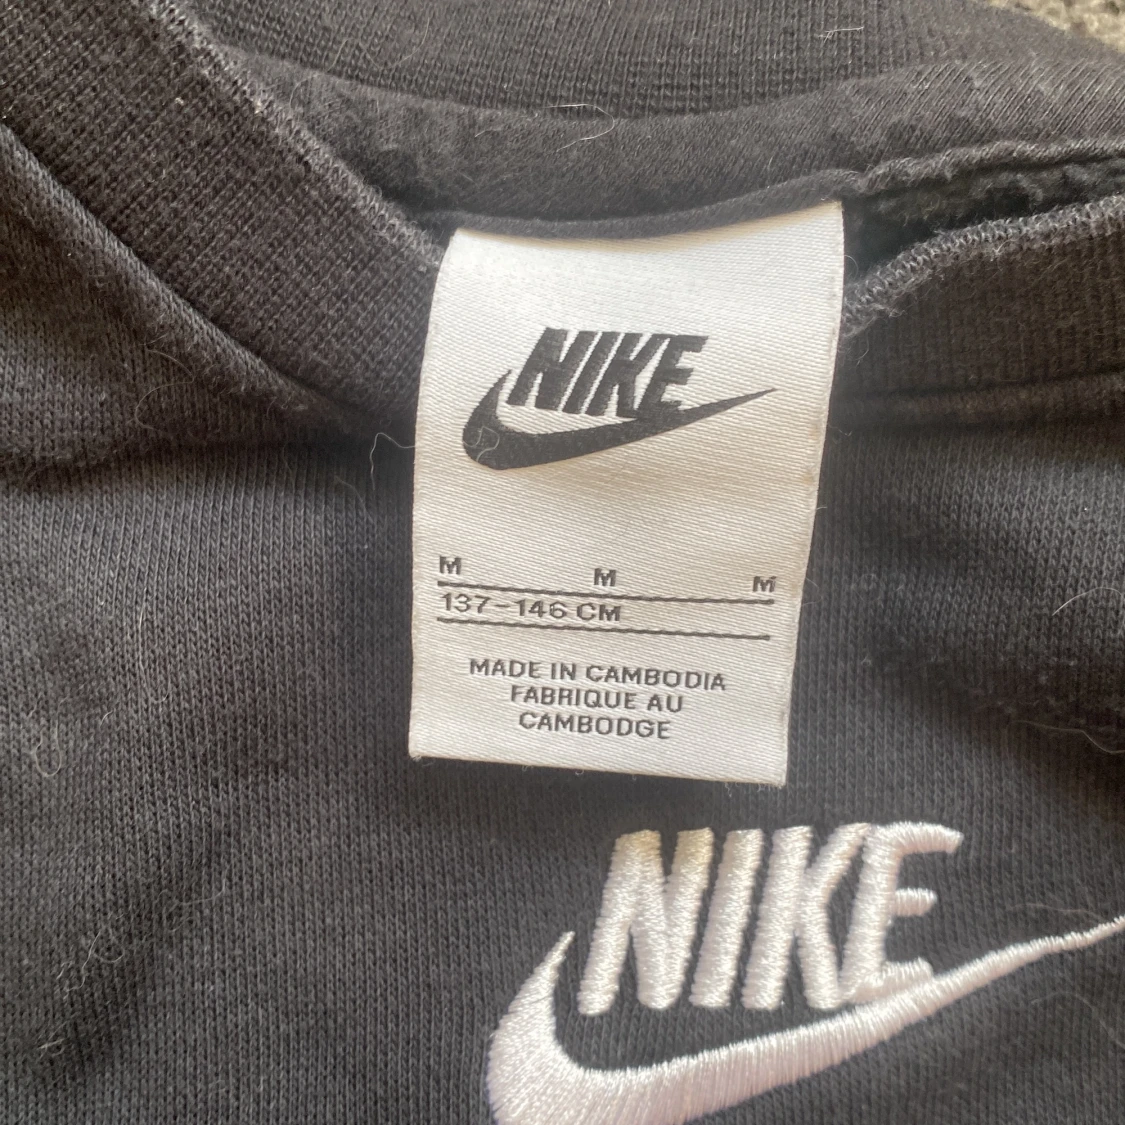 NIKE
M M M
137-146 CM
MADE IN CAMBODIA
FABRIQUE AU
CAMBODGE
NIKE